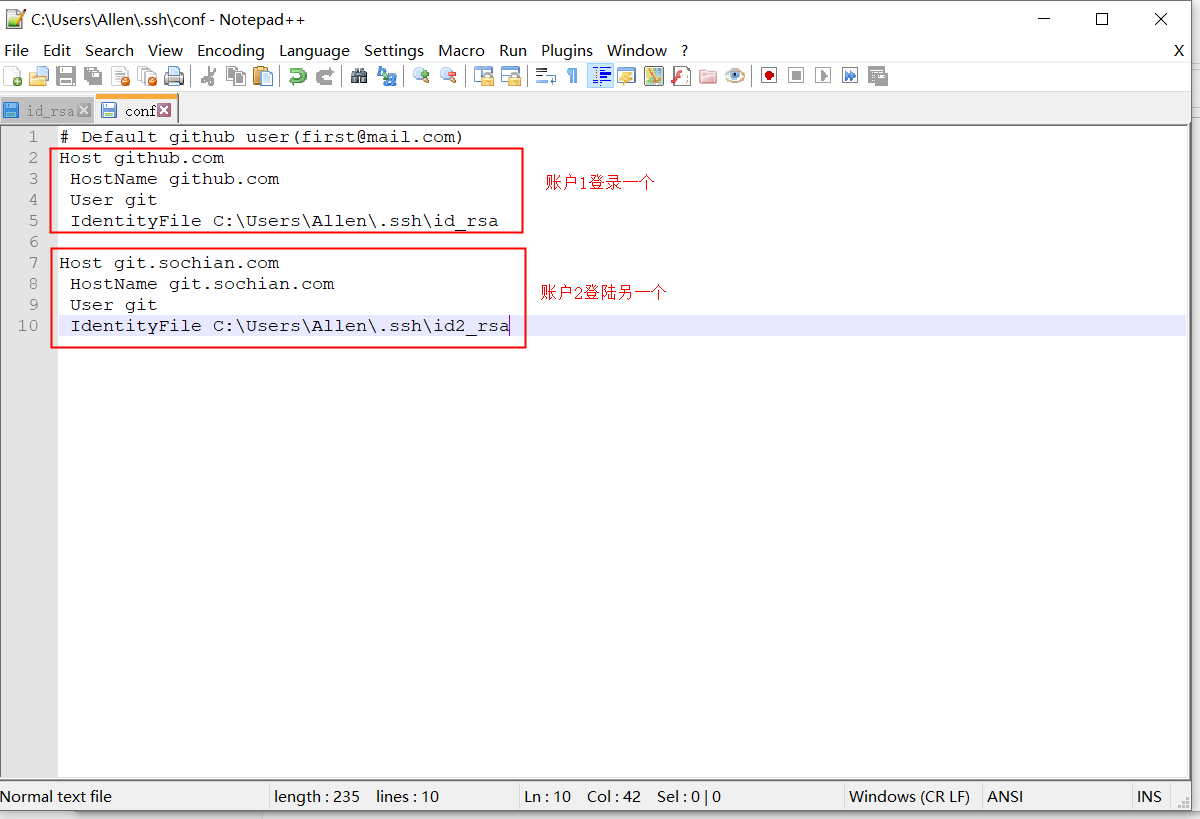 C:\Users\Allen\.ssh\conf - Notepad++
File Edit Search View Encoding Language Settings Macro Run Plugins Window ? X
id_rsa conf
1 # Default github user(first@mail.com)
2 Host github.com
3 HostName github.com
账户1登录一个
4 User git
5 IdentityFile C:\Users\Allen\.ssh\id_rsa
6
7 Host git.sochian.com
8 HostName git.sochian.com
账户2登陆另一个
9 User git
10 IdentityFile C:\Users\Allen\.ssh\id2_rsa
Normal text file length : 235 lines : 10 Ln : 10 Col : 42 Sel : 0 | 0 Windows (CR LF) ANSI INS